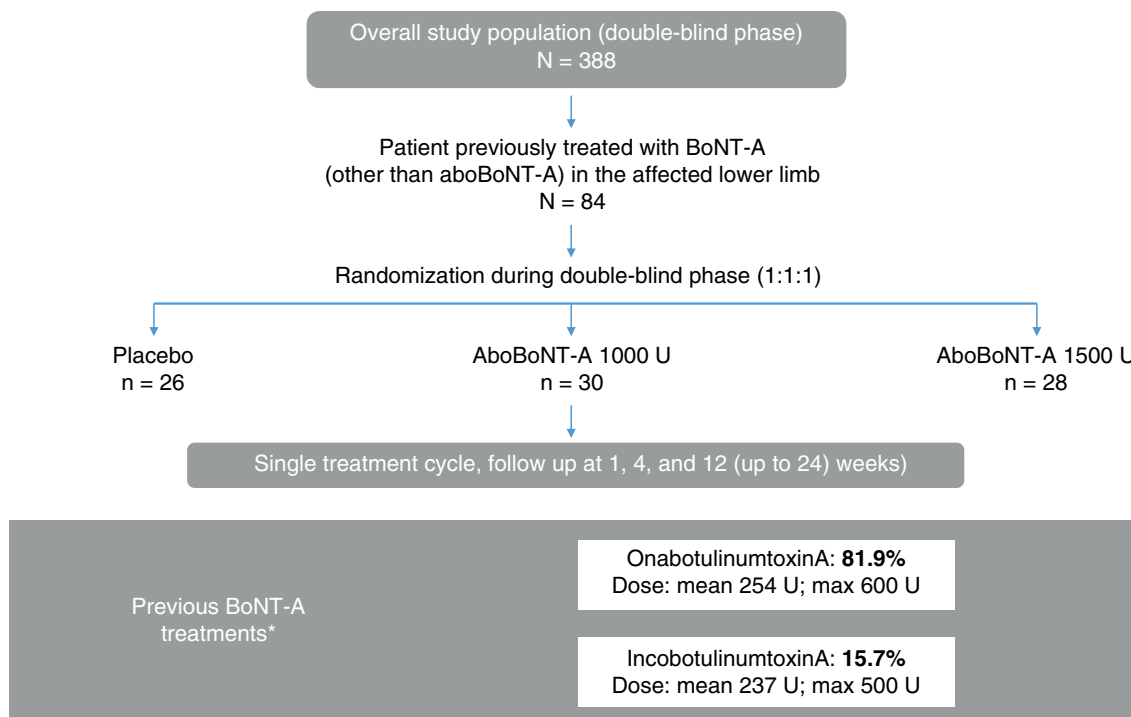 Overall study population (double-blind phase)
N = 388
Patient previously treated with BoNT-A
(other than aboBoNT-A) in the affected lower limb
N = 84
Randomization during double-blind phase (1:1:1)
Placebo
n = 26
AboBoNT-A 1000 U
n = 30
AboBoNT-A 1500 U
n = 28
Single treatment cycle, follow up at 1, 4, and 12 (up to 24) weeks)
Previous BoNT-A
treatments*
OnabotulinumtoxinA: 81.9%
Dose: mean 254 U; max 600 U
IncobotulinumtoxinA: 15.7%
Dose: mean 237 U; max 500 U